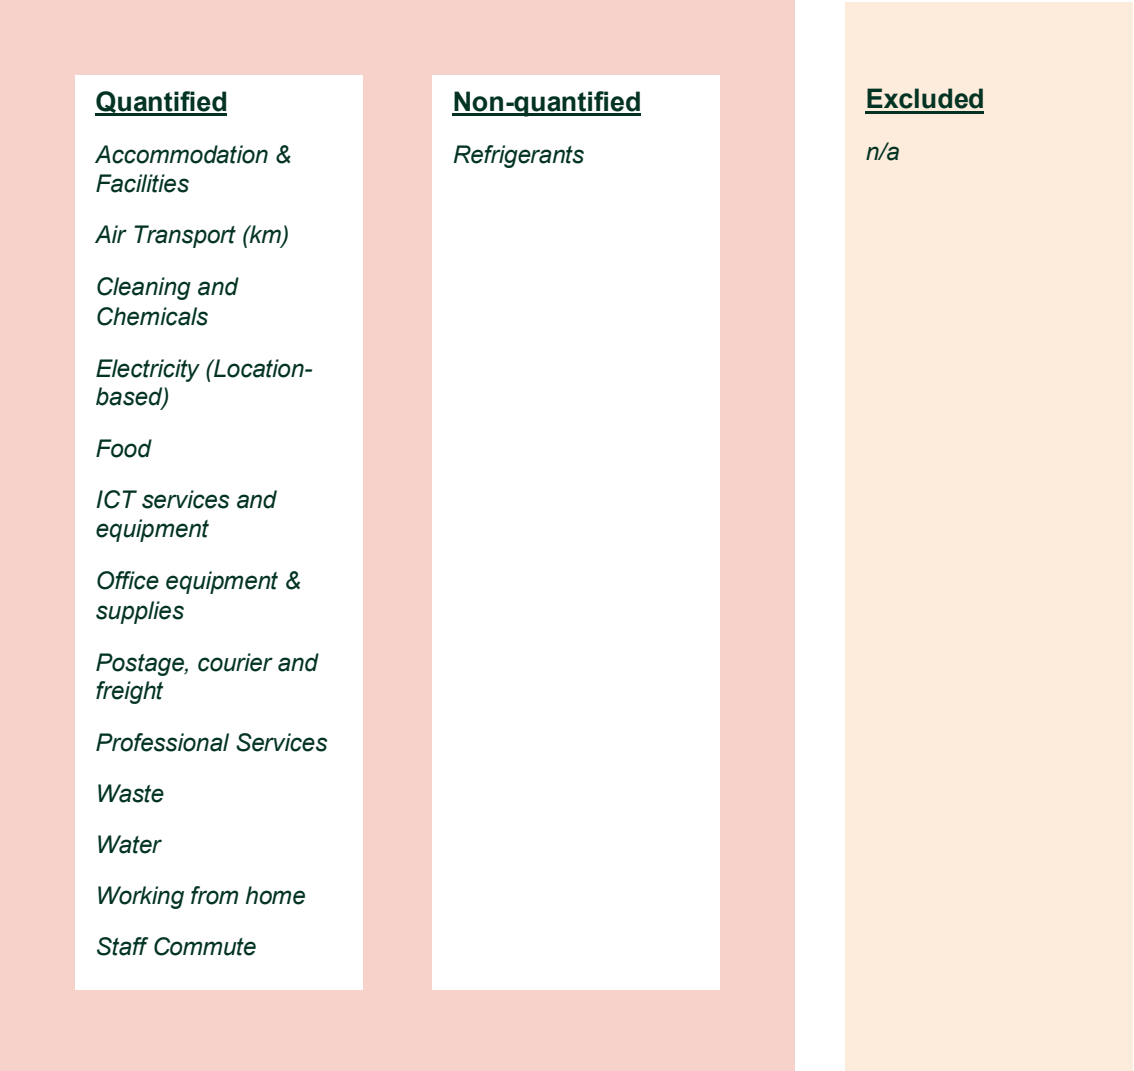 Quantified
Accommodation &
Facilities
Air Transport (km)
Cleaning and
Chemicals
Electricity (Location-
based)
Food
ICT services and
equipment
Office equipment &
supplies
Postage, courier and
freight
Professional Services
Waste
Water
Working from home
Staff Commute
Non-quantified
Refrigerants
Excluded
n/a